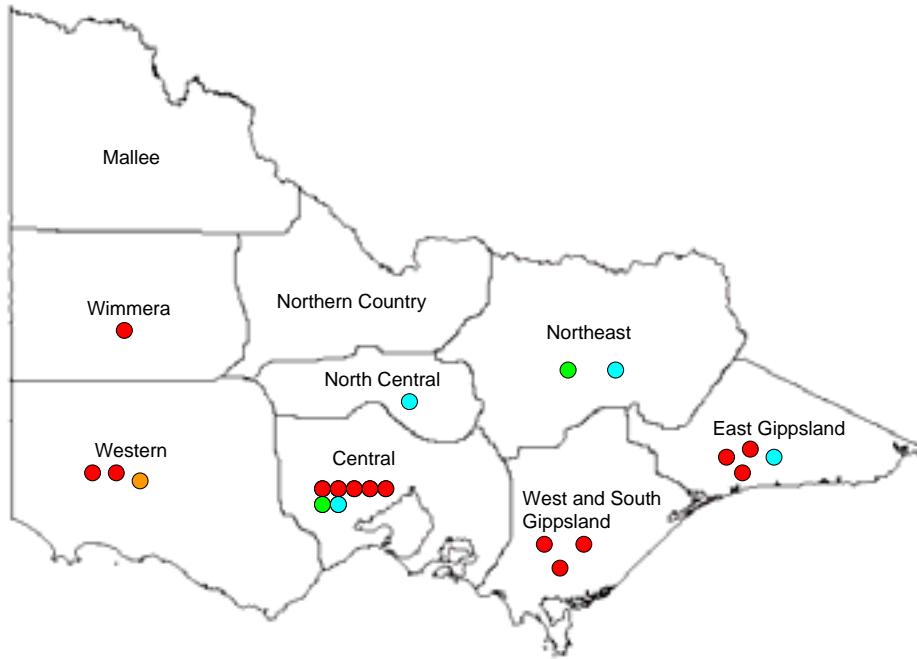 Mallee
Wimmera
Northern Country
Northeast
North Central
East Gippsland
Western
Central
West and South
Gippsland